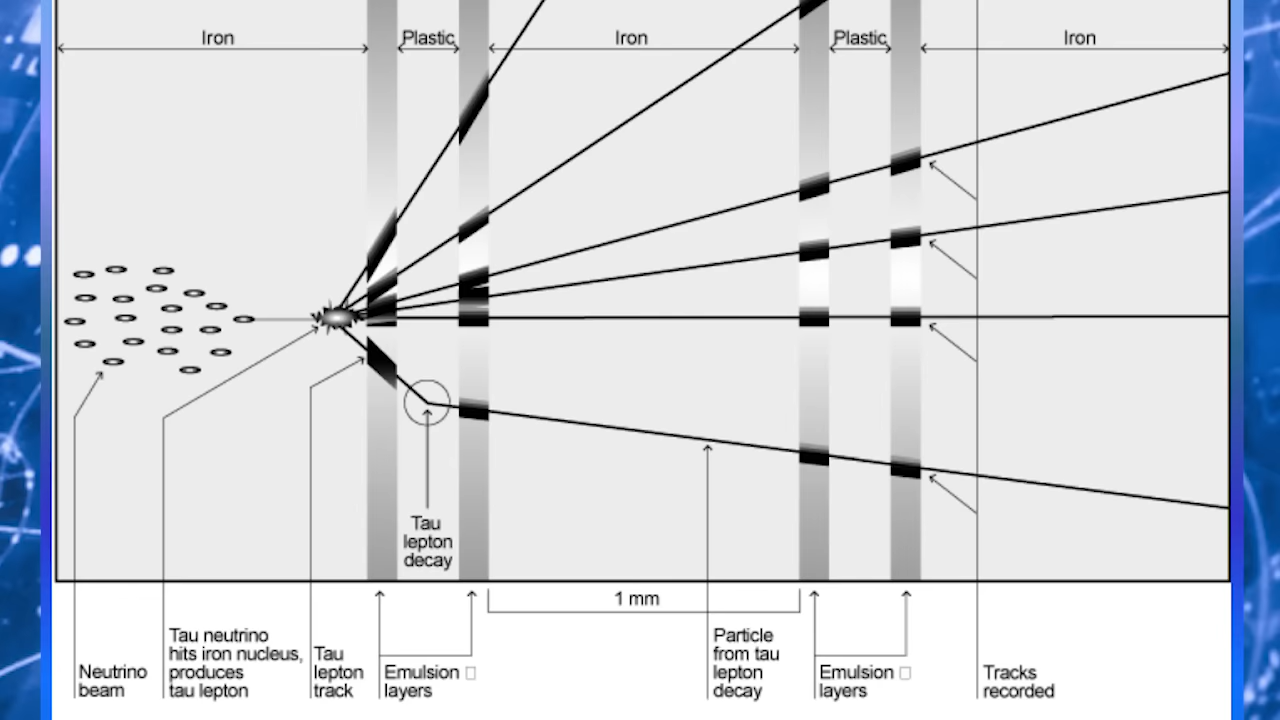 Iron
Plastic
Iron
Plastic
Iron
Tau
lepton
decay
1 mm
Neutrino
beam
Tau neutrino
hits iron nucleus,
produces
tau lepton
Tau
lepton
track
Emulsion
layers
Particle
from tau
lepton
decay
Emulsion
layers
Tracks
recorded